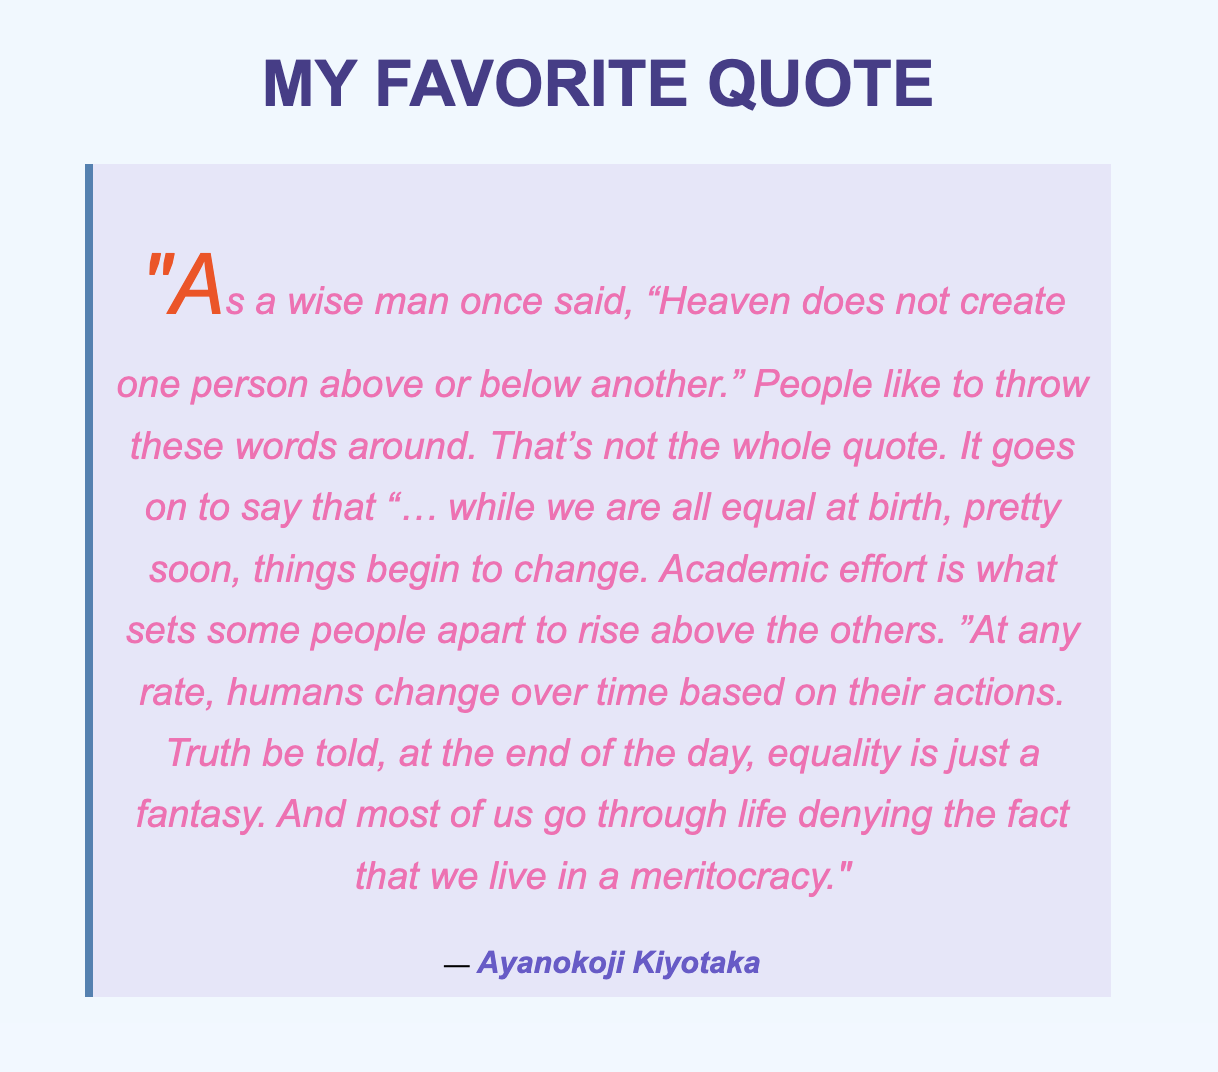 MY FAVORITE QUOTE
"As a wise man once said, “Heaven does not create
one person above or below another.” People like to throw
these words around. That’s not the whole quote. It goes
on to say that “… while we are all equal at birth, pretty
soon, things begin to change. Academic effort is what
sets some people apart to rise above the others. ”At any
rate, humans change over time based on their actions.
Truth be told, at the end of the day, equality is just a
fantasy. And most of us go through life denying the fact
that we live in a meritocracy."
— Ayanokoji Kiyotaka